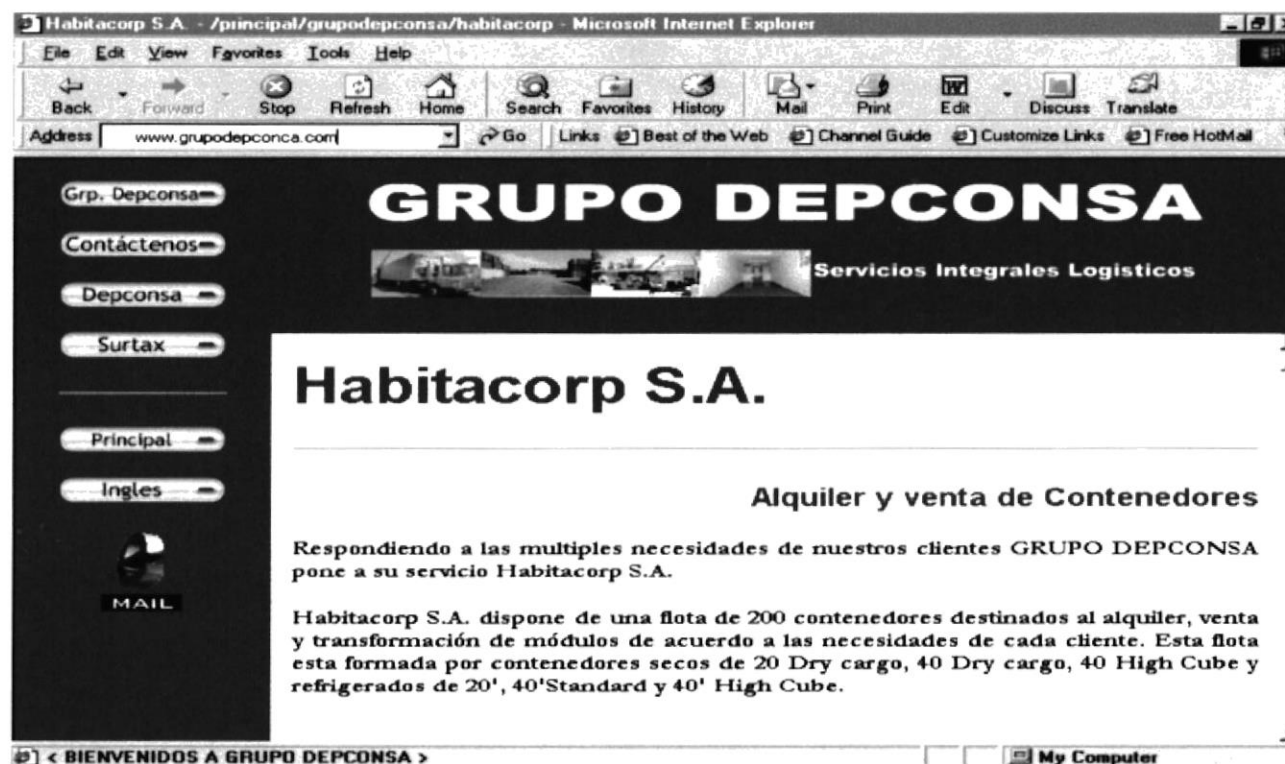 Habitacorp S.A. - /principal/grupodepconsa/habitacorp - Microsoft Internet Explorer
File Edit View Favorites Tools Help
Back Forward Stop Refresh Home Search Favorites History Mail Print Edit Discuss Translate
Address www.grupodepconca.com Go Links Best of the Web Channel Guide Customize Links Free HotMail
Grp. Depconsa
Contáctenos
Depconsa
Surtax
Principal
Ingles
MAIL
GRUPO DEPCONSA
Servicios Integrales Logisticos
Habitacorp S.A.
Alquiler y venta de Contenedores
Respondiendo a las multiples necesidades de nuestros clientes GRUPO DEPCONSA
pone a su servicio Habitacorp S.A.
Habitacorp S.A. dispone de una flota de 200 contenedores destinados al alquiler, venta
y transformación de módulos de acuerdo a las necesidades de cada cliente. Esta flota
esta formada por contenedores secos de 20 Dry cargo, 40 Dry cargo, 40 High Cube y
refrigerados de 20', 40'Standard y 40' High Cube.
< BIENVENIDOS A GRUPO DEPCONSA > My Computer